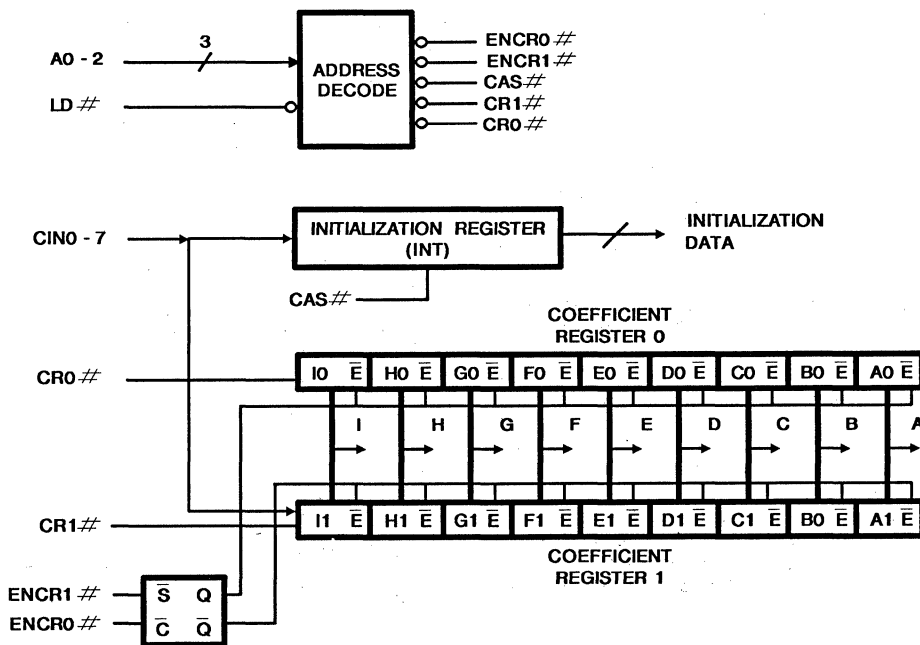 3
A0 - 2
LD #
ADDRESS
DECODE
ENCR0 #
ENCR1 #
CAS #
CR1 #
CR0 #
CIN0 - 7
INITIALIZATION REGISTER
(INT)
INITIALIZATION
DATA
CAS #
COEFFICIENT
REGISTER 0
CR0 #
I0 E̅ H0 E̅ G0 E̅ F0 E̅ E0 E̅ D0 E̅ C0 E̅ B0 E̅ A0 E̅
I H G F E D C B A
CR1 #
I1 E̅ H1 E̅ G1 E̅ F1 E̅ E1 E̅ D1 E̅ C1 E̅ B0 E̅ A1 E̅
COEFFICIENT
REGISTER 1
ENCR1 #
S̅ Q
ENCR0 #
C̅ Q̅